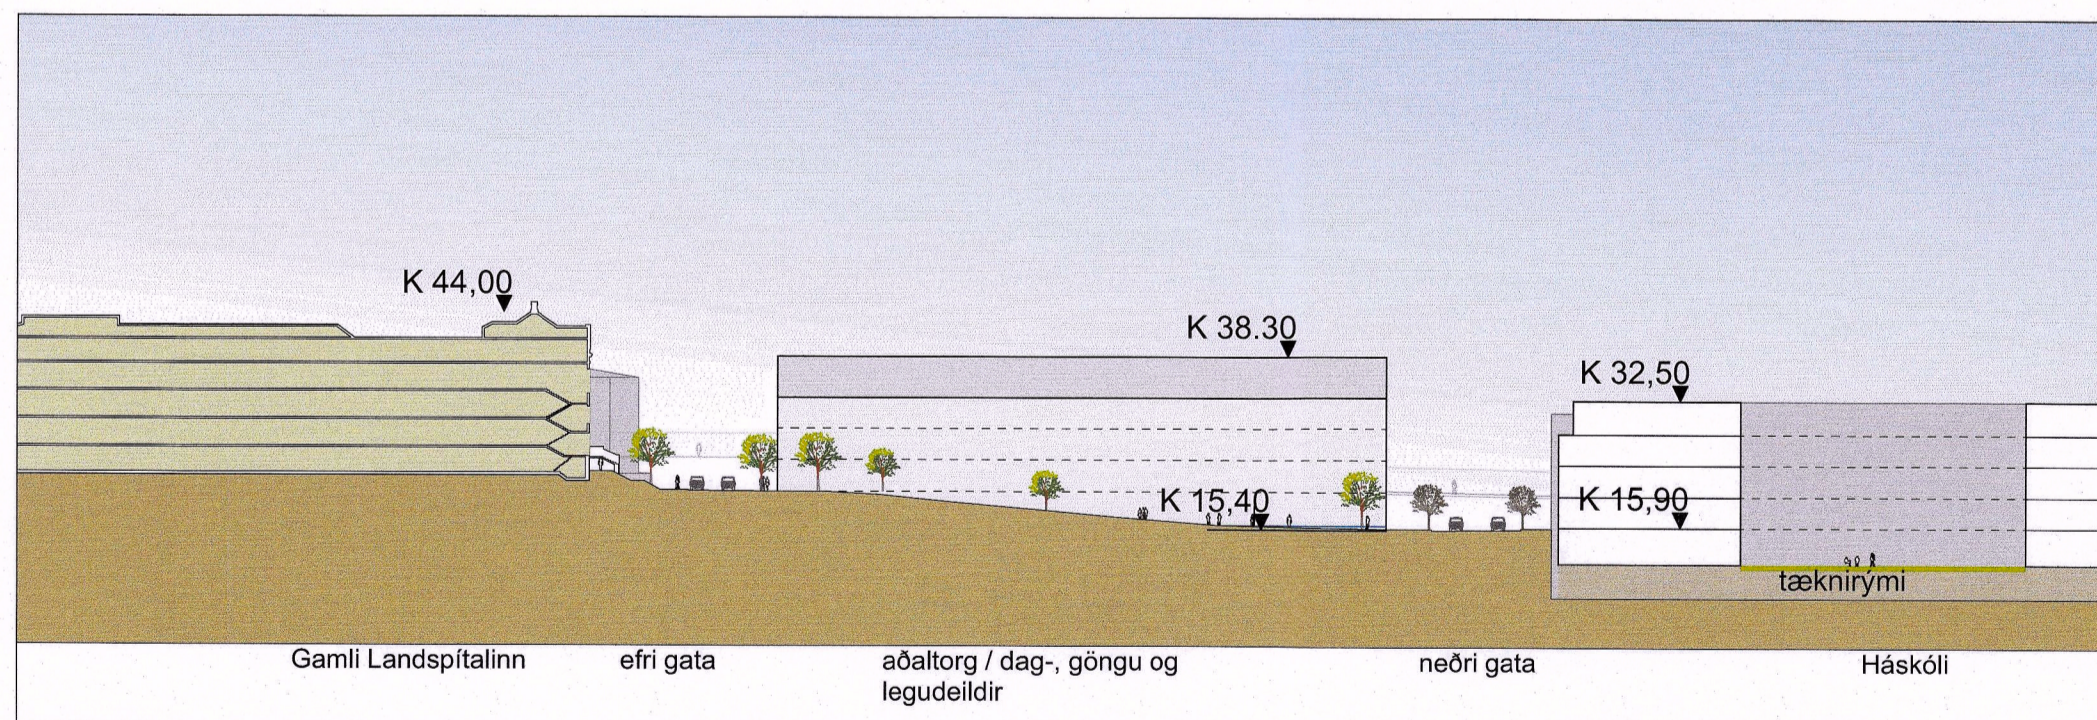 K 44,00
K 38.30
K 32,50
K 15,40
K 15,90
tæknirými
Gamli Landspítalinn
efri gata
aðaltorg / dag-, göngu og
legudeildir
neðri gata
Háskóli